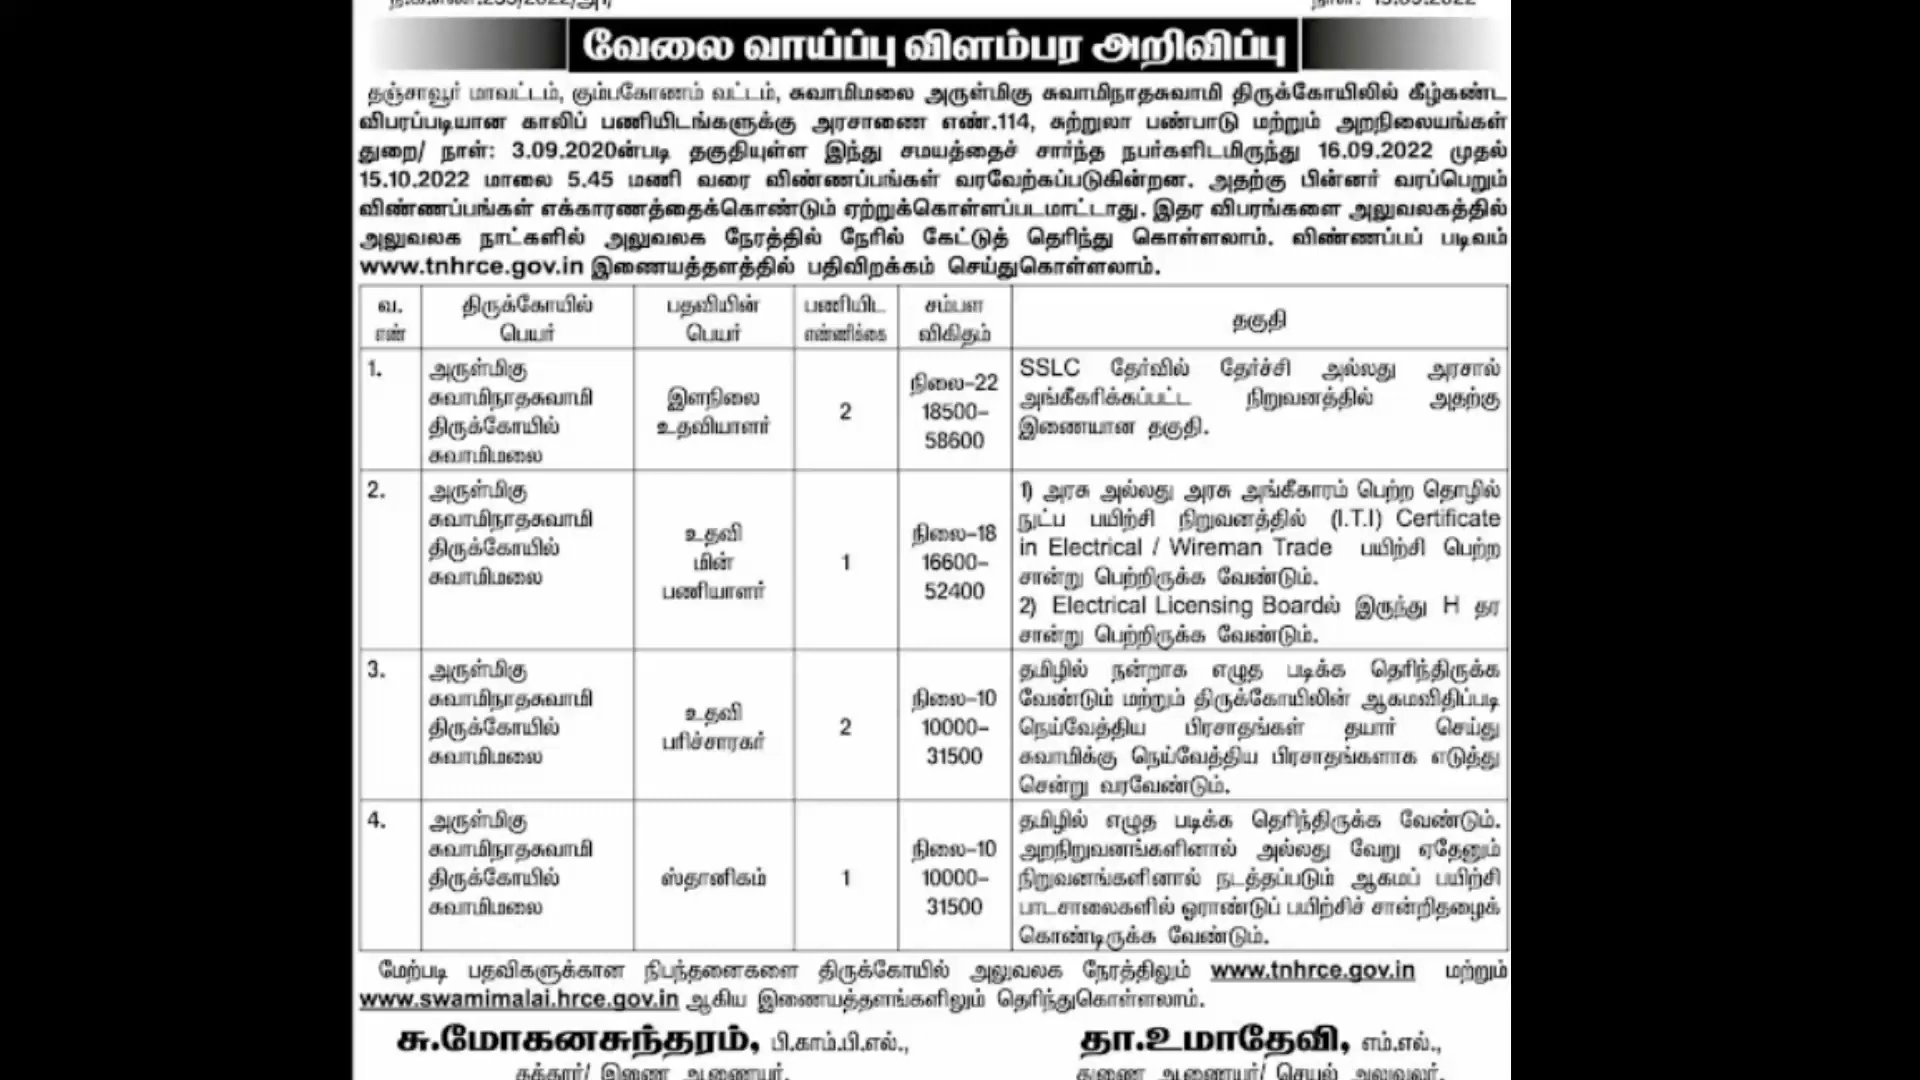 வேலை வாய்ப்பு விளம்பர அறிவிப்பு
தஞ்சாவூர் மாவட்டம், கும்பகோணம் வட்டம், சுவாமிமலை அருள்மிகு சுவாமிநாதசுவாமி திருக்கோயிலில் கீழ்கண்ட
விபரப்படியான காலிப் பணியிடங்களுக்கு அரசாணை எண்.114, சுற்றுலா பண்பாடு மற்றும் அறநிலையங்கள்
துறை/ நாள்: 3.09.2020ன்படி தகுதியுள்ள இந்து சமயத்தைச் சார்ந்த நபர்களிடமிருந்து 16.09.2022 முதல்
15.10.2022 மாலை 5.45 மணி வரை விண்ணப்பங்கள் வரவேற்கப்படுகின்றன. அதற்கு பின்னர் வரப்பெறும்
விண்ணப்பங்கள் எக்காரணத்தைக்கொண்டும் ஏற்றுக்கொள்ளப்படமாட்டாது. இதர விபரங்களை அலுவலகத்தில்
அலுவலக நாட்களில் அலுவலக நேரத்தில் நேரில் கேட்டுத் தெரிந்து கொள்ளலாம். விண்ணப்பப் படிவம்
www.tnhrce.gov.in இணையத்தளத்தில் பதிவிறக்கம் செய்துகொள்ளலாம்.
வ. எண்
திருக்கோயில் பெயர்
பதவியின் பெயர்
பணியிட எண்ணிக்கை
சம்பள விகிதம்
தகுதி
1.
அருள்மிகு
சுவாமிநாதசுவாமி
திருக்கோயில்
சுவாமிமலை
இளநிலை
உதவியாளர்
2
நிலை-22
18500-
58600
SSLC தேர்வில் தேர்ச்சி அல்லது அரசால்
அங்கீகரிக்கப்பட்ட நிறுவனத்தில் அதற்கு
இணையான தகுதி.
2.
அருள்மிகு
சுவாமிநாதசுவாமி
திருக்கோயில்
சுவாமிமலை
உதவி
மின்
பணியாளர்
1
நிலை-18
16600-
52400
1) அரசு அல்லது அரசு அங்கீகாரம் பெற்ற தொழில்
நுட்ப பயிற்சி நிறுவனத்தில் (I.T.I) Certificate
in Electrical / Wireman Trade பயிற்சி பெற்ற
சான்று பெற்றிருக்க வேண்டும்.
2) Electrical Licensing Boardல் இருந்து H தர
சான்று பெற்றிருக்க வேண்டும்.
3.
அருள்மிகு
சுவாமிநாதசுவாமி
திருக்கோயில்
சுவாமிமலை
உதவி
பரிச்சாரகர்
2
நிலை-10
10000-
31500
தமிழில் நன்றாக எழுத படிக்க தெரிந்திருக்க
வேண்டும் மற்றும் திருக்கோயிலின் ஆகமவிதிப்படி
நெய்வேத்திய பிரசாதங்கள் தயார் செய்து
சுவாமிக்கு நெய்வேத்திய பிரசாதங்களாக எடுத்து
சென்று வரவேண்டும்.
4.
அருள்மிகு
சுவாமிநாதசுவாமி
திருக்கோயில்
சுவாமிமலை
ஸ்தானிகம்
1
நிலை-10
10000-
31500
தமிழில் எழுத படிக்க தெரிந்திருக்க வேண்டும்.
அறநிறுவனங்களினால் அல்லது வேறு ஏதேனும்
நிறுவனங்களினால் நடத்தப்படும் ஆகமப் பயிற்சி
பாடசாலைகளில் ஓராண்டுப் பயிற்சிச் சான்றிதழைக்
கொண்டிருக்க வேண்டும்.
மேற்படி பதவிகளுக்கான நிபந்தனைகளை திருக்கோயில் அலுவலக நேரத்திலும் www.tnhrce.gov.in மற்றும்
www.swamimalai.hrce.gov.in ஆகிய இணையத்தளங்களிலும் தெரிந்துகொள்ளலாம்.
சு.மோகனசுந்தரம், பி.காம்.பி.எல்.,
தா.உமாதேவி, எம்.எல்.,
தக்கார்/ இணை ஆணையர்.
துணை ஆணையர்/ செயல் அலுவலர்.